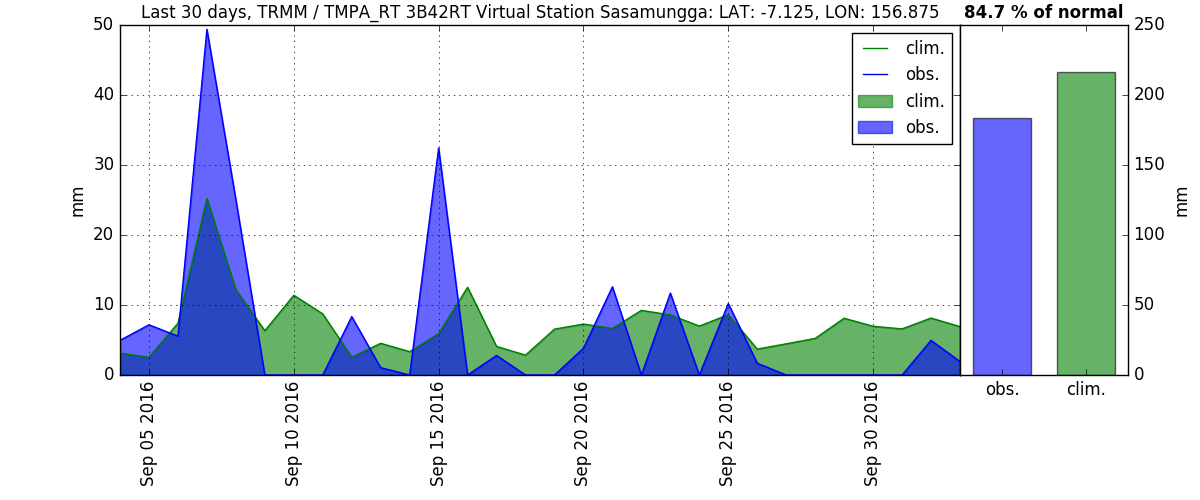 Last 30 days, TRMM / TMPA_RT 3B42RT Virtual Station Sasamungga: LAT: -7.125, LON: 156.875
84.7 % of normal
50
40
30
20
10
0
mm
clim.
obs.
clim.
obs.
250
200
150
100
50
0
mm
obs.
clim.
Sep 05 2016
Sep 10 2016
Sep 15 2016
Sep 20 2016
Sep 25 2016
Sep 30 2016